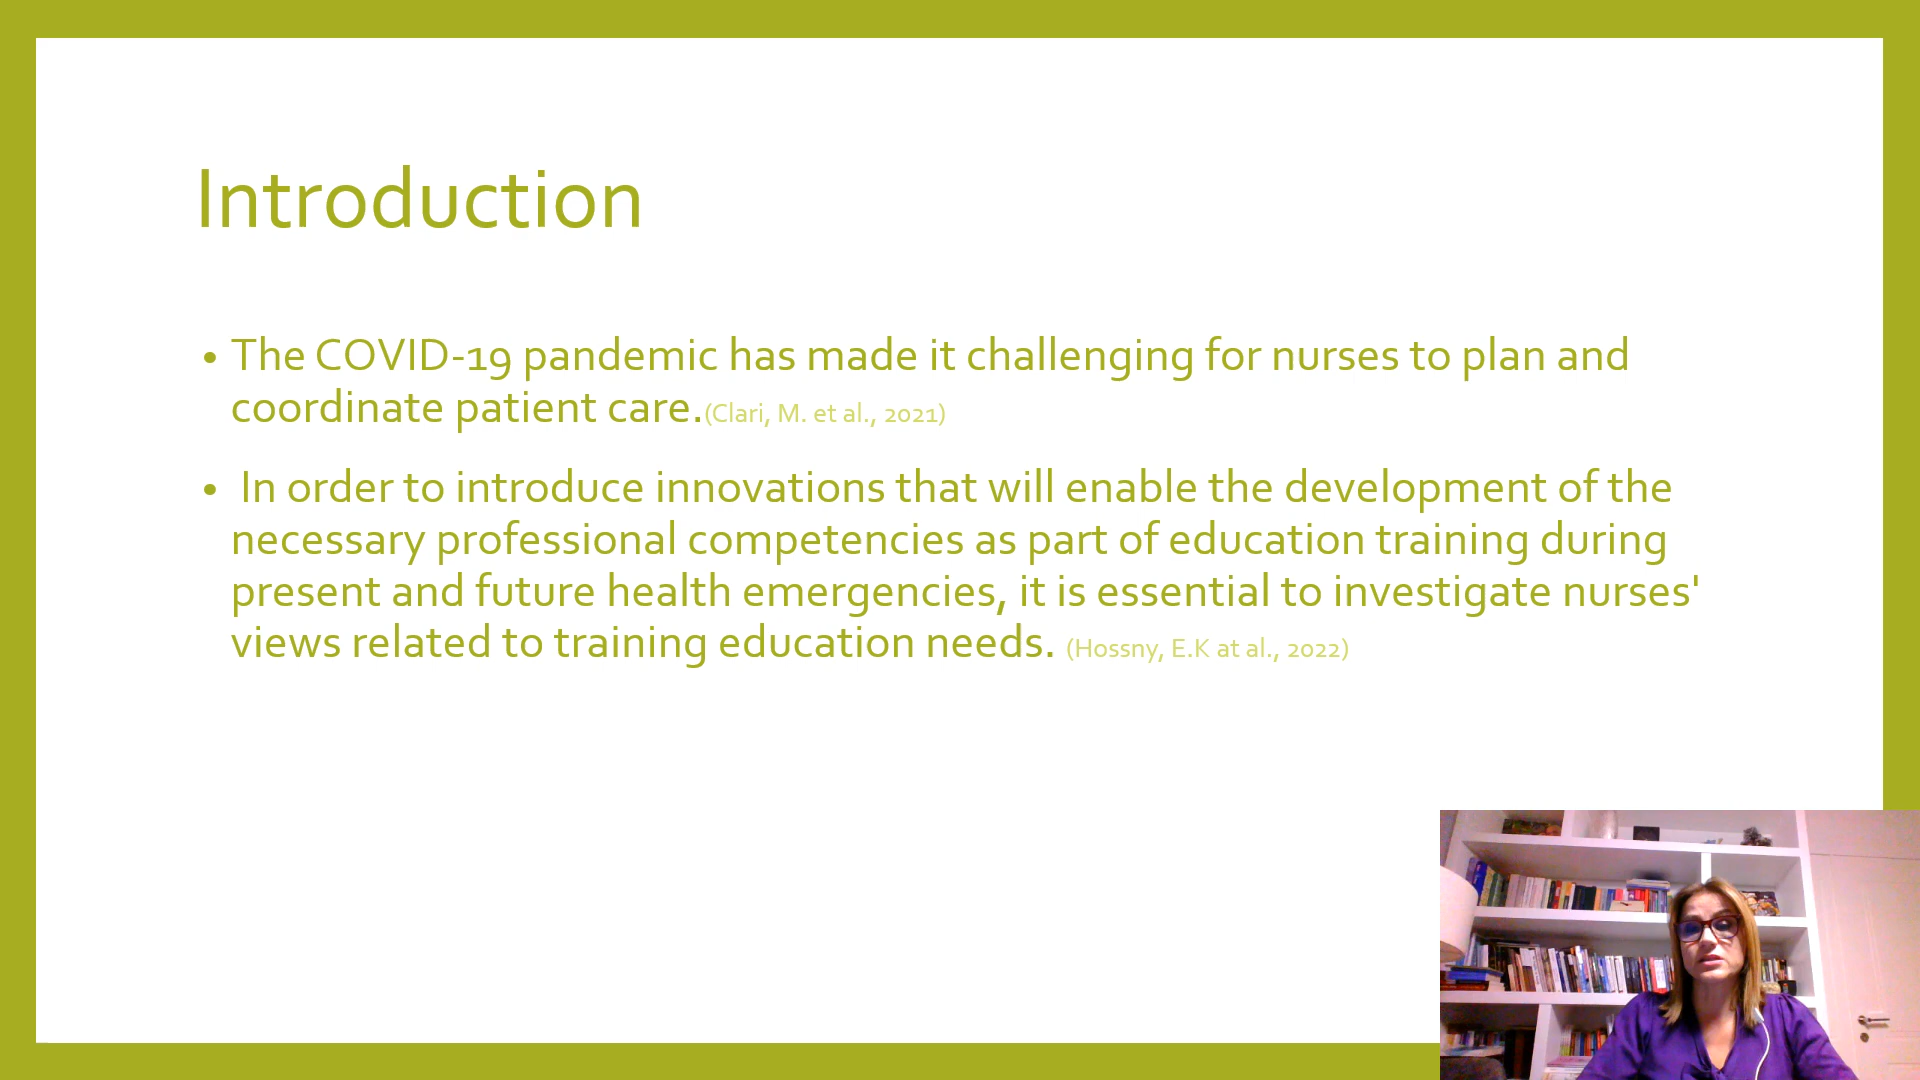 Introduction
• The COVID-19 pandemic has made it challenging for nurses to plan and
coordinate patient care.(Clari, M. et al., 2021)
• In order to introduce innovations that will enable the development of the
necessary professional competencies as part of education training during
present and future health emergencies, it is essential to investigate nurses'
views related to training education needs. (Hossny, E.K at al., 2022)